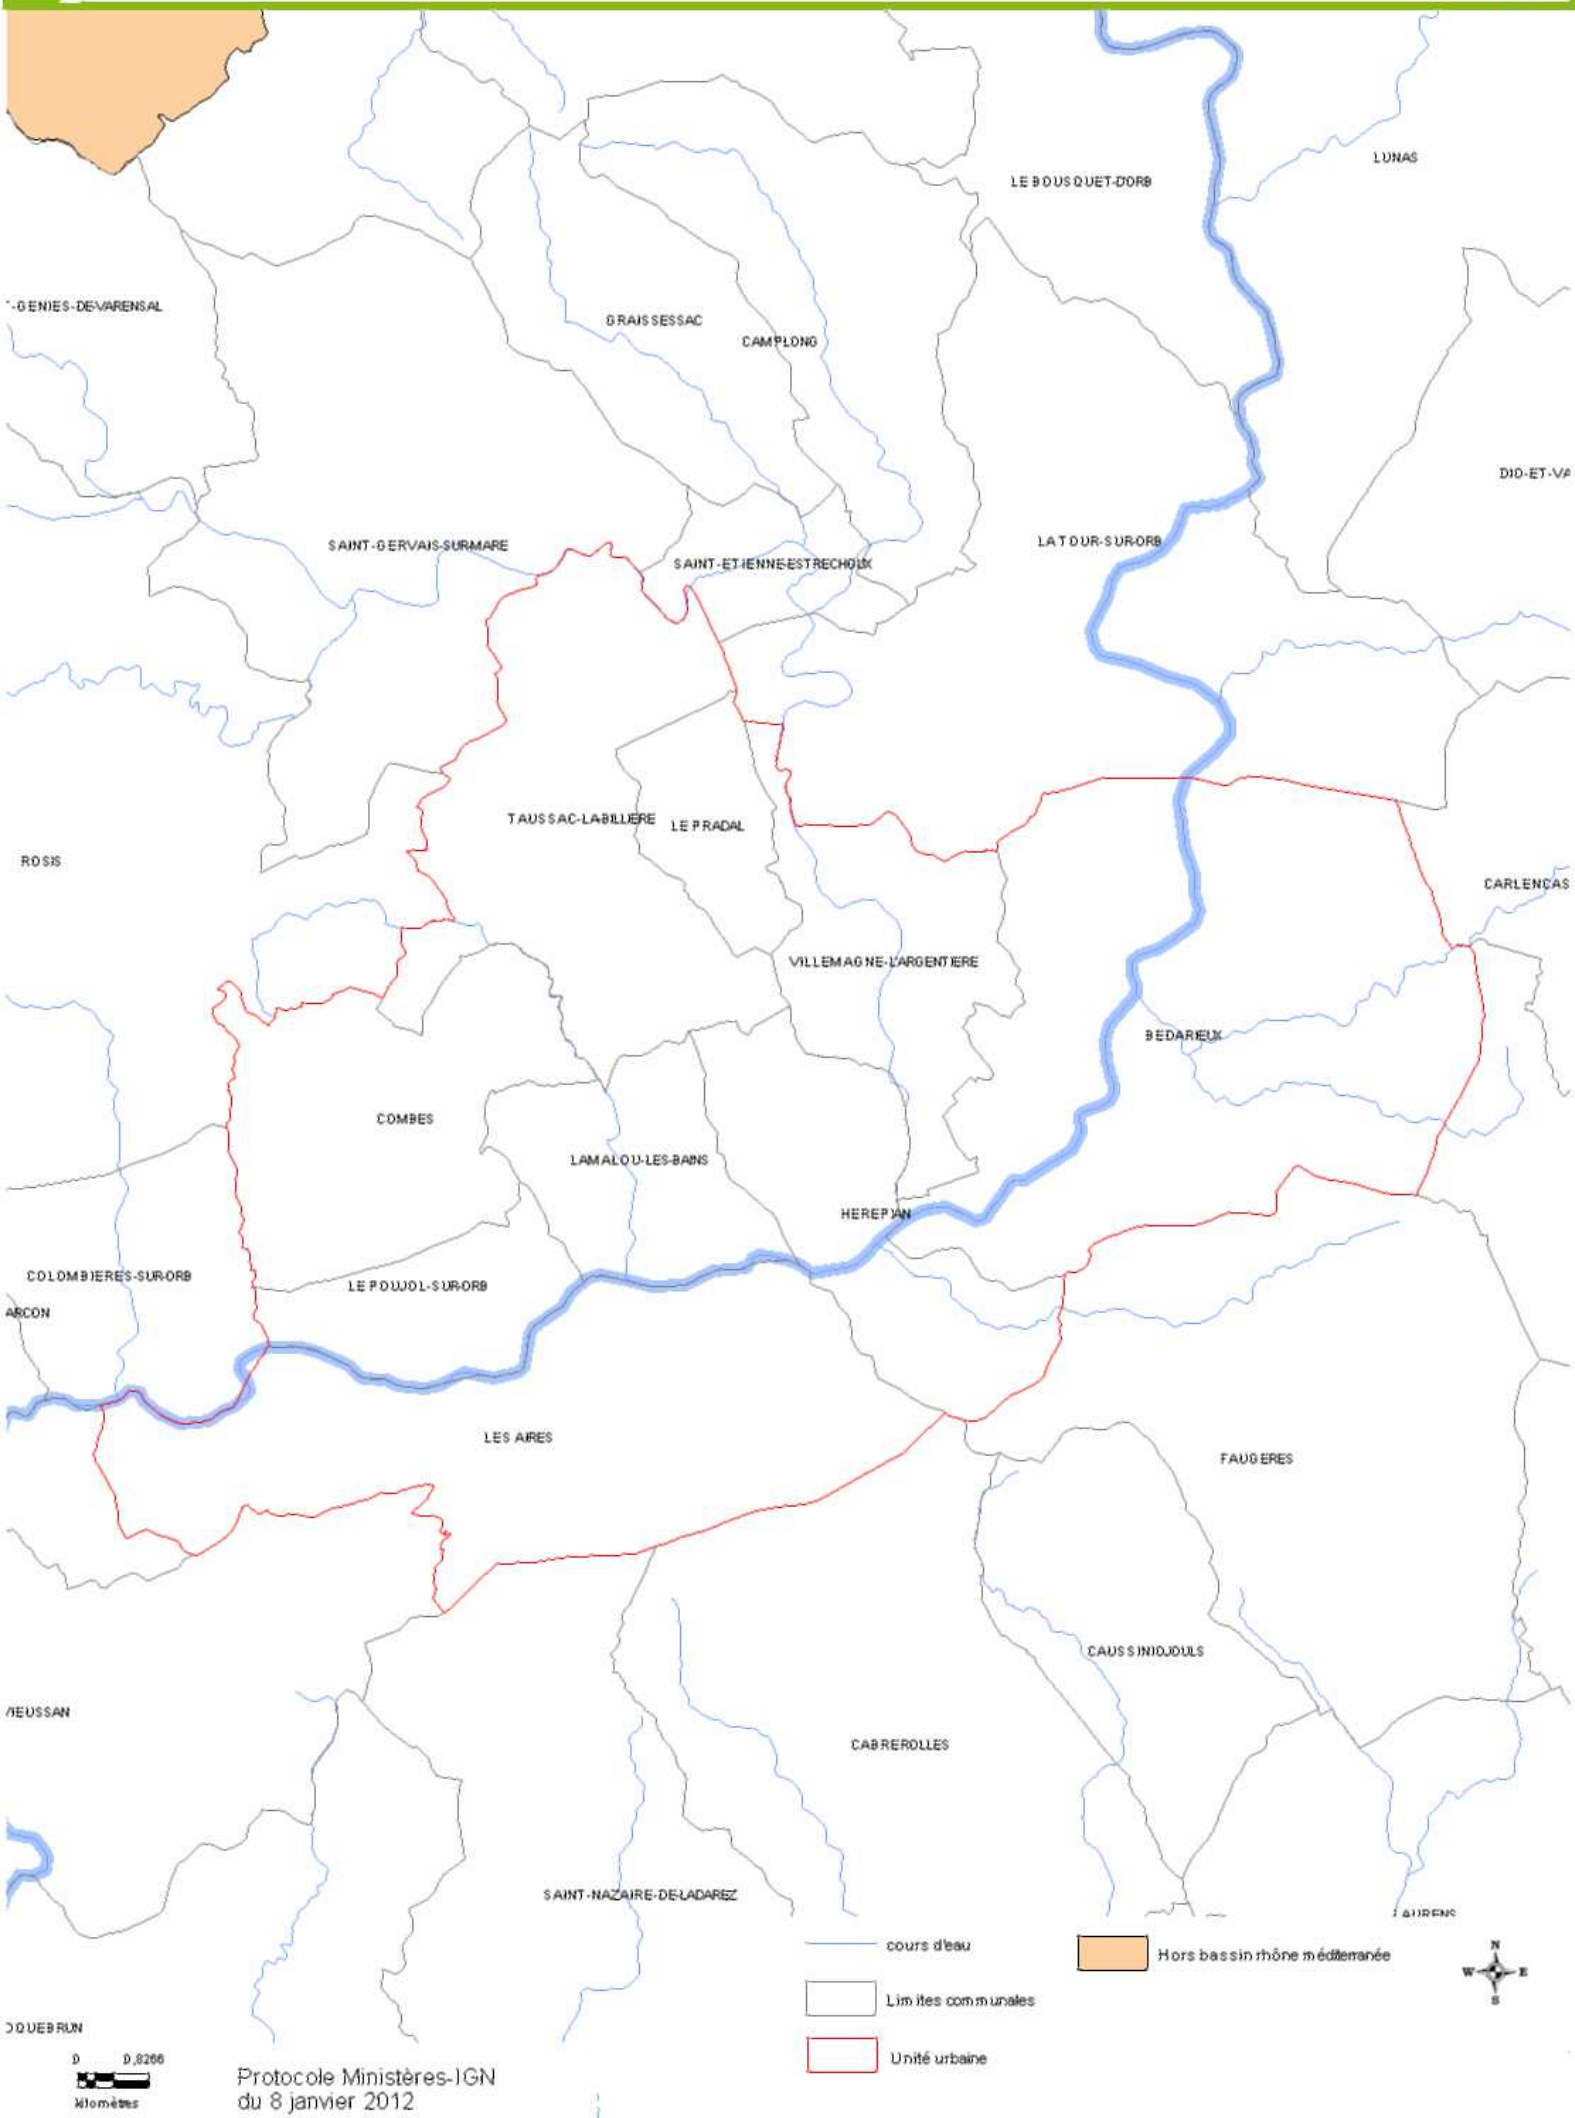 LUNAS
LE BOUSQUET-D'ORB
-GENIES-DE-VARENSAL
GRAISSESSAC
CAMPLONG
DIO-ET-VA
LATOUR-SUR-ORB
SAINT-GERVAIS-SUR-MARE
SAINT-ETIENNE-ESTRECHOUX
TAUSSAC-LA-BILLIERE
LE PRADAL
ROSIS
CARLENCAS
VILLEMAGNE-L'ARGENTIERE
BEDARIEUX
COMBES
LAMALOU-LES-BAINS
HEREPIAN
COLOMBIERES-SUR-ORB
LE POUJOL-SUR-ORB
ARCON
LES AIRES
FAUGERES
CAUSSINIOJOULS
VIEUSSAN
CABREROLLES
SAINT-NAZAIRE-DE-LADAREZ
LAURENS
cours d'eau
Hors bassin rhône méditerranée
N
W E
S
Limites communales
OQUEBRUN
Unité urbaine
0 0,8266
kilomètres
Protocole Ministères-IGN
du 8 janvier 2012